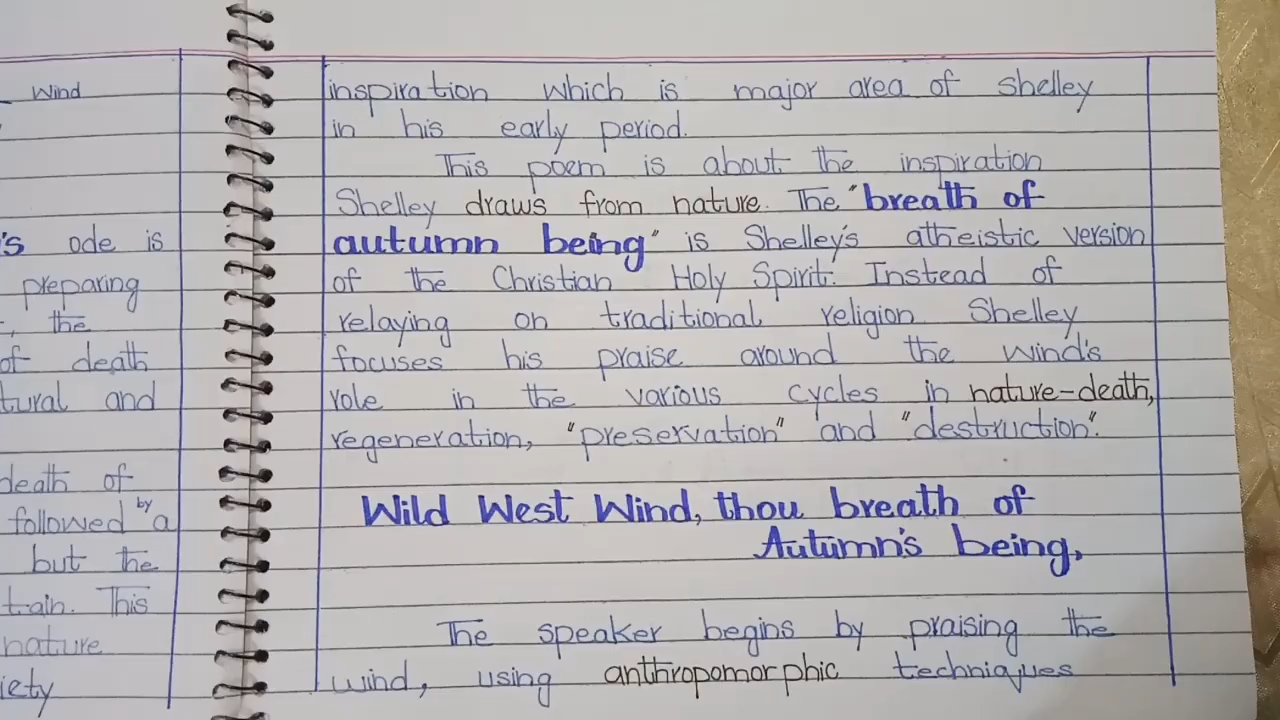 Wind
's ode is
preparing
the
of death
tural and
death of
followed by a
but the
train. This
nature
iety
inspiration which is major area of Shelley
in his early period.
This poem is about the inspiration
Shelley draws from nature. The "breath of
autumn being" is Shelley's atheistic version
of the Christian Holy Spirit. Instead of
relaying on traditional religion Shelley
focuses his praise around the wind's
role in the various cycles in nature-death,
regeneration, "preservation" and "destruction".
Wild West Wind, thou breath of
Autumn's being,
The speaker begins by praising the
wind, using anthropomorphic techniques